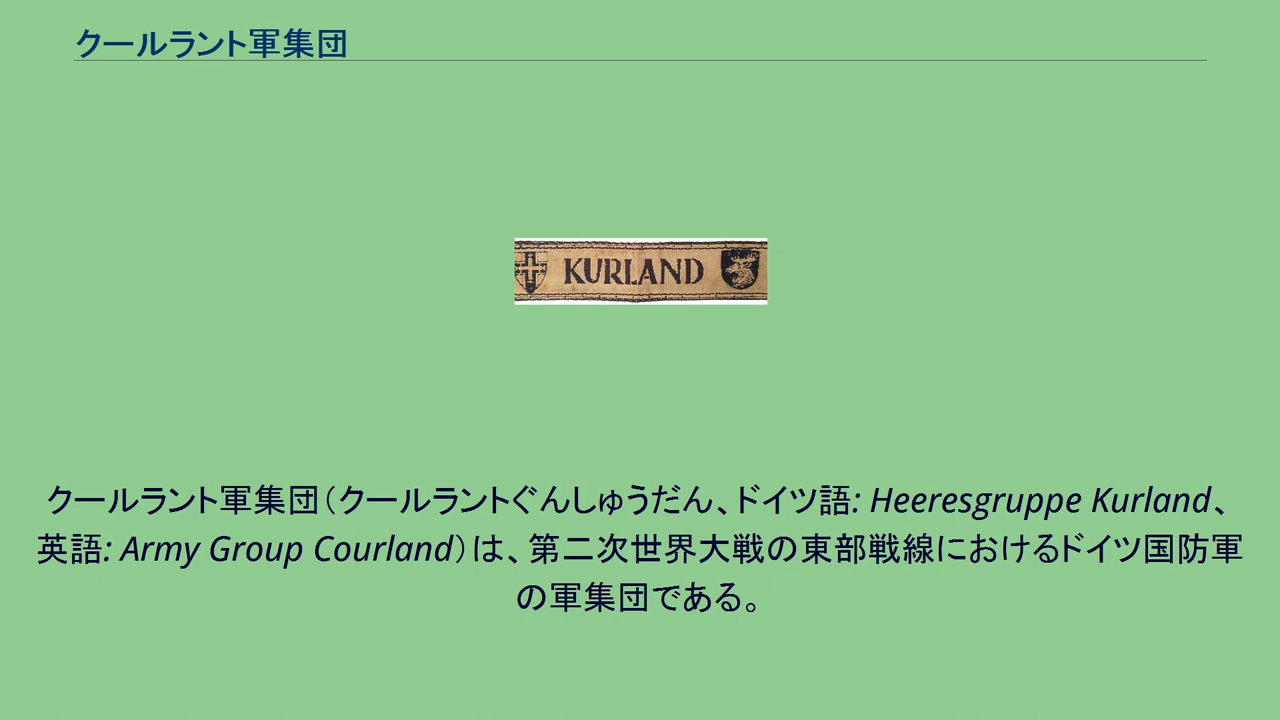 クールラント軍集団
KURLAND
クールラント軍集団（クールラントぐんしゅうだん、ドイツ語: Heeresgruppe Kurland、
英語: Army Group Courland）は、第二次世界大戦の東部戦線におけるドイツ国防軍
の軍集団である。